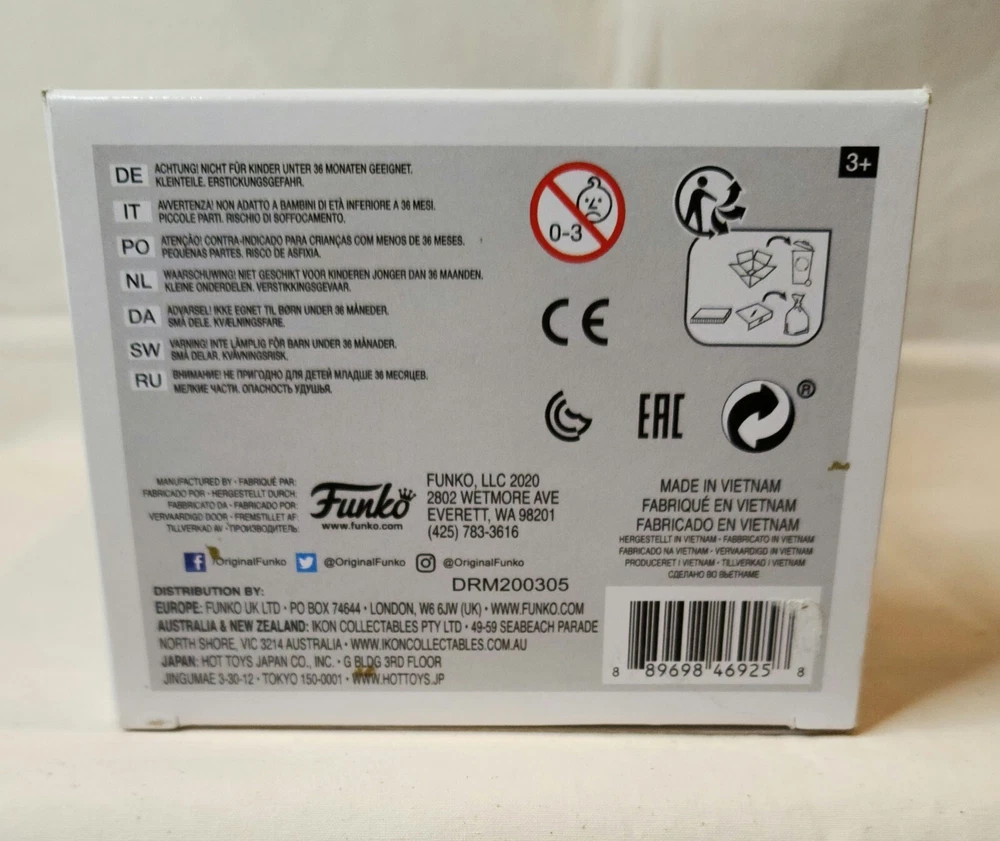 3+
DE ACHTUNG! NICHT FÜR KINDER UNTER 36 MONATEN GEEIGNET.
KLEINTEILE. ERSTICKUNGSGEFAHR.
IT AVVERTENZA! NON ADATTO A BAMBINI DI ETÀ INFERIORE A 36 MESI.
PICCOLE PARTI. RISCHIO DI SOFFOCAMENTO.
PO ATENÇÃO! CONTRA-INDICADO PARA CRIANÇAS COM MENOS DE 36 MESES.
PEQUENAS PARTES. RISCO DE ASFIXIA.
NL WAARSCHUWING! NIET GESCHIKT VOOR KINDEREN JONGER DAN 36 MAANDEN.
KLEINE ONDERDELEN. VERSTIKKINGSGEVAAR.
DA ADVARSEL! IKKE EGNET TIL BØRN UNDER 36 MÅNEDER.
SMÅ DELE. KVÆLNINGSFARE.
SW VARNING! INTE LÄMPLIG FÖR BARN UNDER 36 MÅNADER.
SMÅ DELAR. KVÄVNINGSRISK.
RU ВНИМАНИЕ! НЕ ПРИГОДНО ДЛЯ ДЕТЕЙ МЛАДШЕ 36 МЕСЯЦЕВ.
МЕЛКИЕ ЧАСТИ. ОПАСНОСТЬ УДУШЬЯ.
0-3
CE
EAC
®
MANUFACTURED BY • FABRIQUÉ PAR:
FABRICADO POR • HERGESTELLT DURCH:
FABBRICATO DA • FABRICADO POR:
VERVAARDIGD DOOR • FREMSTILLET AF:
TILLVERKAD AV • ПРОИЗВОДИТЕЛЬ:
Funko
www.funko.com
FUNKO, LLC 2020
2802 WETMORE AVE
EVERETT, WA 98201
(425) 783-3616
MADE IN VIETNAM
FABRIQUÉ EN VIETNAM
FABRICADO EN VIETNAM
HERGESTELLT IN VIETNAM • FABBRICATO IN VIETNAM
FABRICADO NA VIETNAM • VERVAARDIGD IN VIETNAM
PRODUCERET I VIETNAM • TILLVERKAD I VIETNAM
СДЕЛАНО ВО ВЬЕТНАМЕ
/OriginalFunko @OriginalFunko @OriginalFunko
DRM200305
DISTRIBUTION BY:
EUROPE: FUNKO UK LTD • PO BOX 74644 • LONDON, W6 6JW (UK) • WWW.FUNKO.COM
AUSTRALIA & NEW ZEALAND: IKON COLLECTABLES PTY LTD • 49-59 SEABEACH PARADE
NORTH SHORE, VIC 3214 AUSTRALIA • WWW.IKONCOLLECTABLES.COM.AU
JAPAN: HOT TOYS JAPAN CO., INC. • G BLDG 3RD FLOOR
JINGUMAE 3-30-12 • TOKYO 150-0001 • WWW.HOTTOYS.JP
8 89698 46925 8